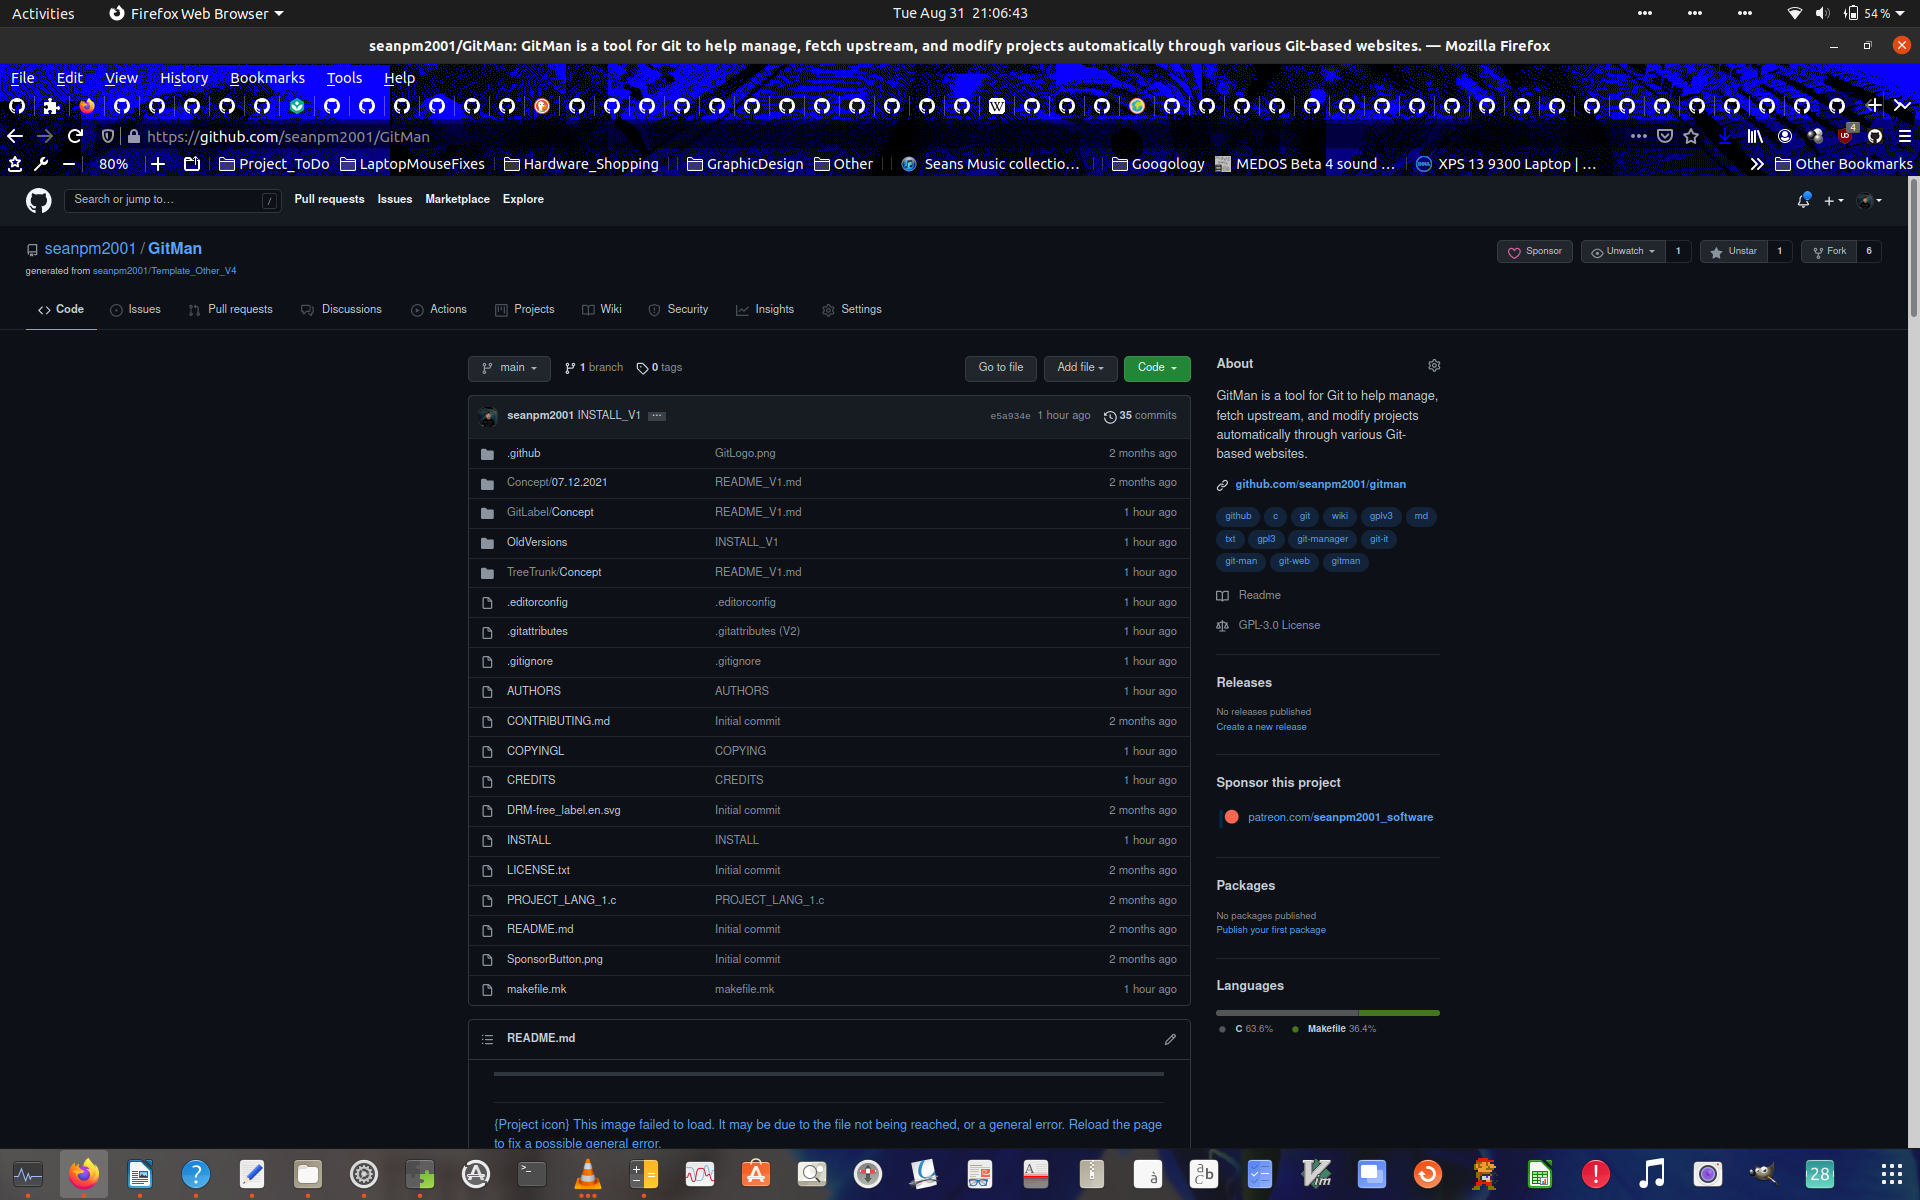 Activities Firefox Web Browser Tue Aug 31 21:06:43 54 %
seanpm2001/GitMan: GitMan is a tool for Git to help manage, fetch upstream, and modify projects automatically through various Git-based websites. — Mozilla Firefox
File Edit View History Bookmarks Tools Help
https://github.com/seanpm2001/GitMan 4
80% Project_ToDo LaptopMouseFixes Hardware_Shopping GraphicDesign Other Seans Music collectio… Googology MEDOS Beta 4 sound … XPS 13 9300 Laptop | … Other Bookmarks
Search or jump to… / Pull requests Issues Marketplace Explore
seanpm2001 / GitMan Sponsor Unwatch 1 Unstar 1 Fork 6
generated from seanpm2001/Template_Other_V4
Code Issues Pull requests Discussions Actions Projects Wiki Security Insights Settings
main 1 branch 0 tags Go to file Add file Code
seanpm2001 INSTALL_V1 … e5a934e 1 hour ago 35 commits
.github GitLogo.png 2 months ago
Concept/07.12.2021 README_V1.md 2 months ago
GitLabel/Concept README_V1.md 1 hour ago
OldVersions INSTALL_V1 1 hour ago
TreeTrunk/Concept README_V1.md 1 hour ago
.editorconfig .editorconfig 1 hour ago
.gitattributes .gitattributes (V2) 1 hour ago
.gitignore .gitignore 1 hour ago
AUTHORS AUTHORS 1 hour ago
CONTRIBUTING.md Initial commit 2 months ago
COPYINGL COPYING 1 hour ago
CREDITS CREDITS 1 hour ago
DRM-free_label.en.svg Initial commit 2 months ago
INSTALL INSTALL 1 hour ago
LICENSE.txt Initial commit 2 months ago
PROJECT_LANG_1.c PROJECT_LANG_1.c 2 months ago
README.md Initial commit 2 months ago
SponsorButton.png Initial commit 2 months ago
makefile.mk makefile.mk 1 hour ago
README.md
{Project icon} This image failed to load. It may be due to the file not being reached, or a general error. Reload the page
to fix a possible general error.
About
GitMan is a tool for Git to help manage,
fetch upstream, and modify projects
automatically through various Git-
based websites.
github.com/seanpm2001/gitman
github c git wiki gplv3 md
txt gpl3 git-manager git-it
git-man git-web gitman
Readme
GPL-3.0 License
Releases
No releases published
Create a new release
Sponsor this project
patreon.com/seanpm2001_software
Packages
No packages published
Publish your first package
Languages
C 63.6% Makefile 36.4%
28